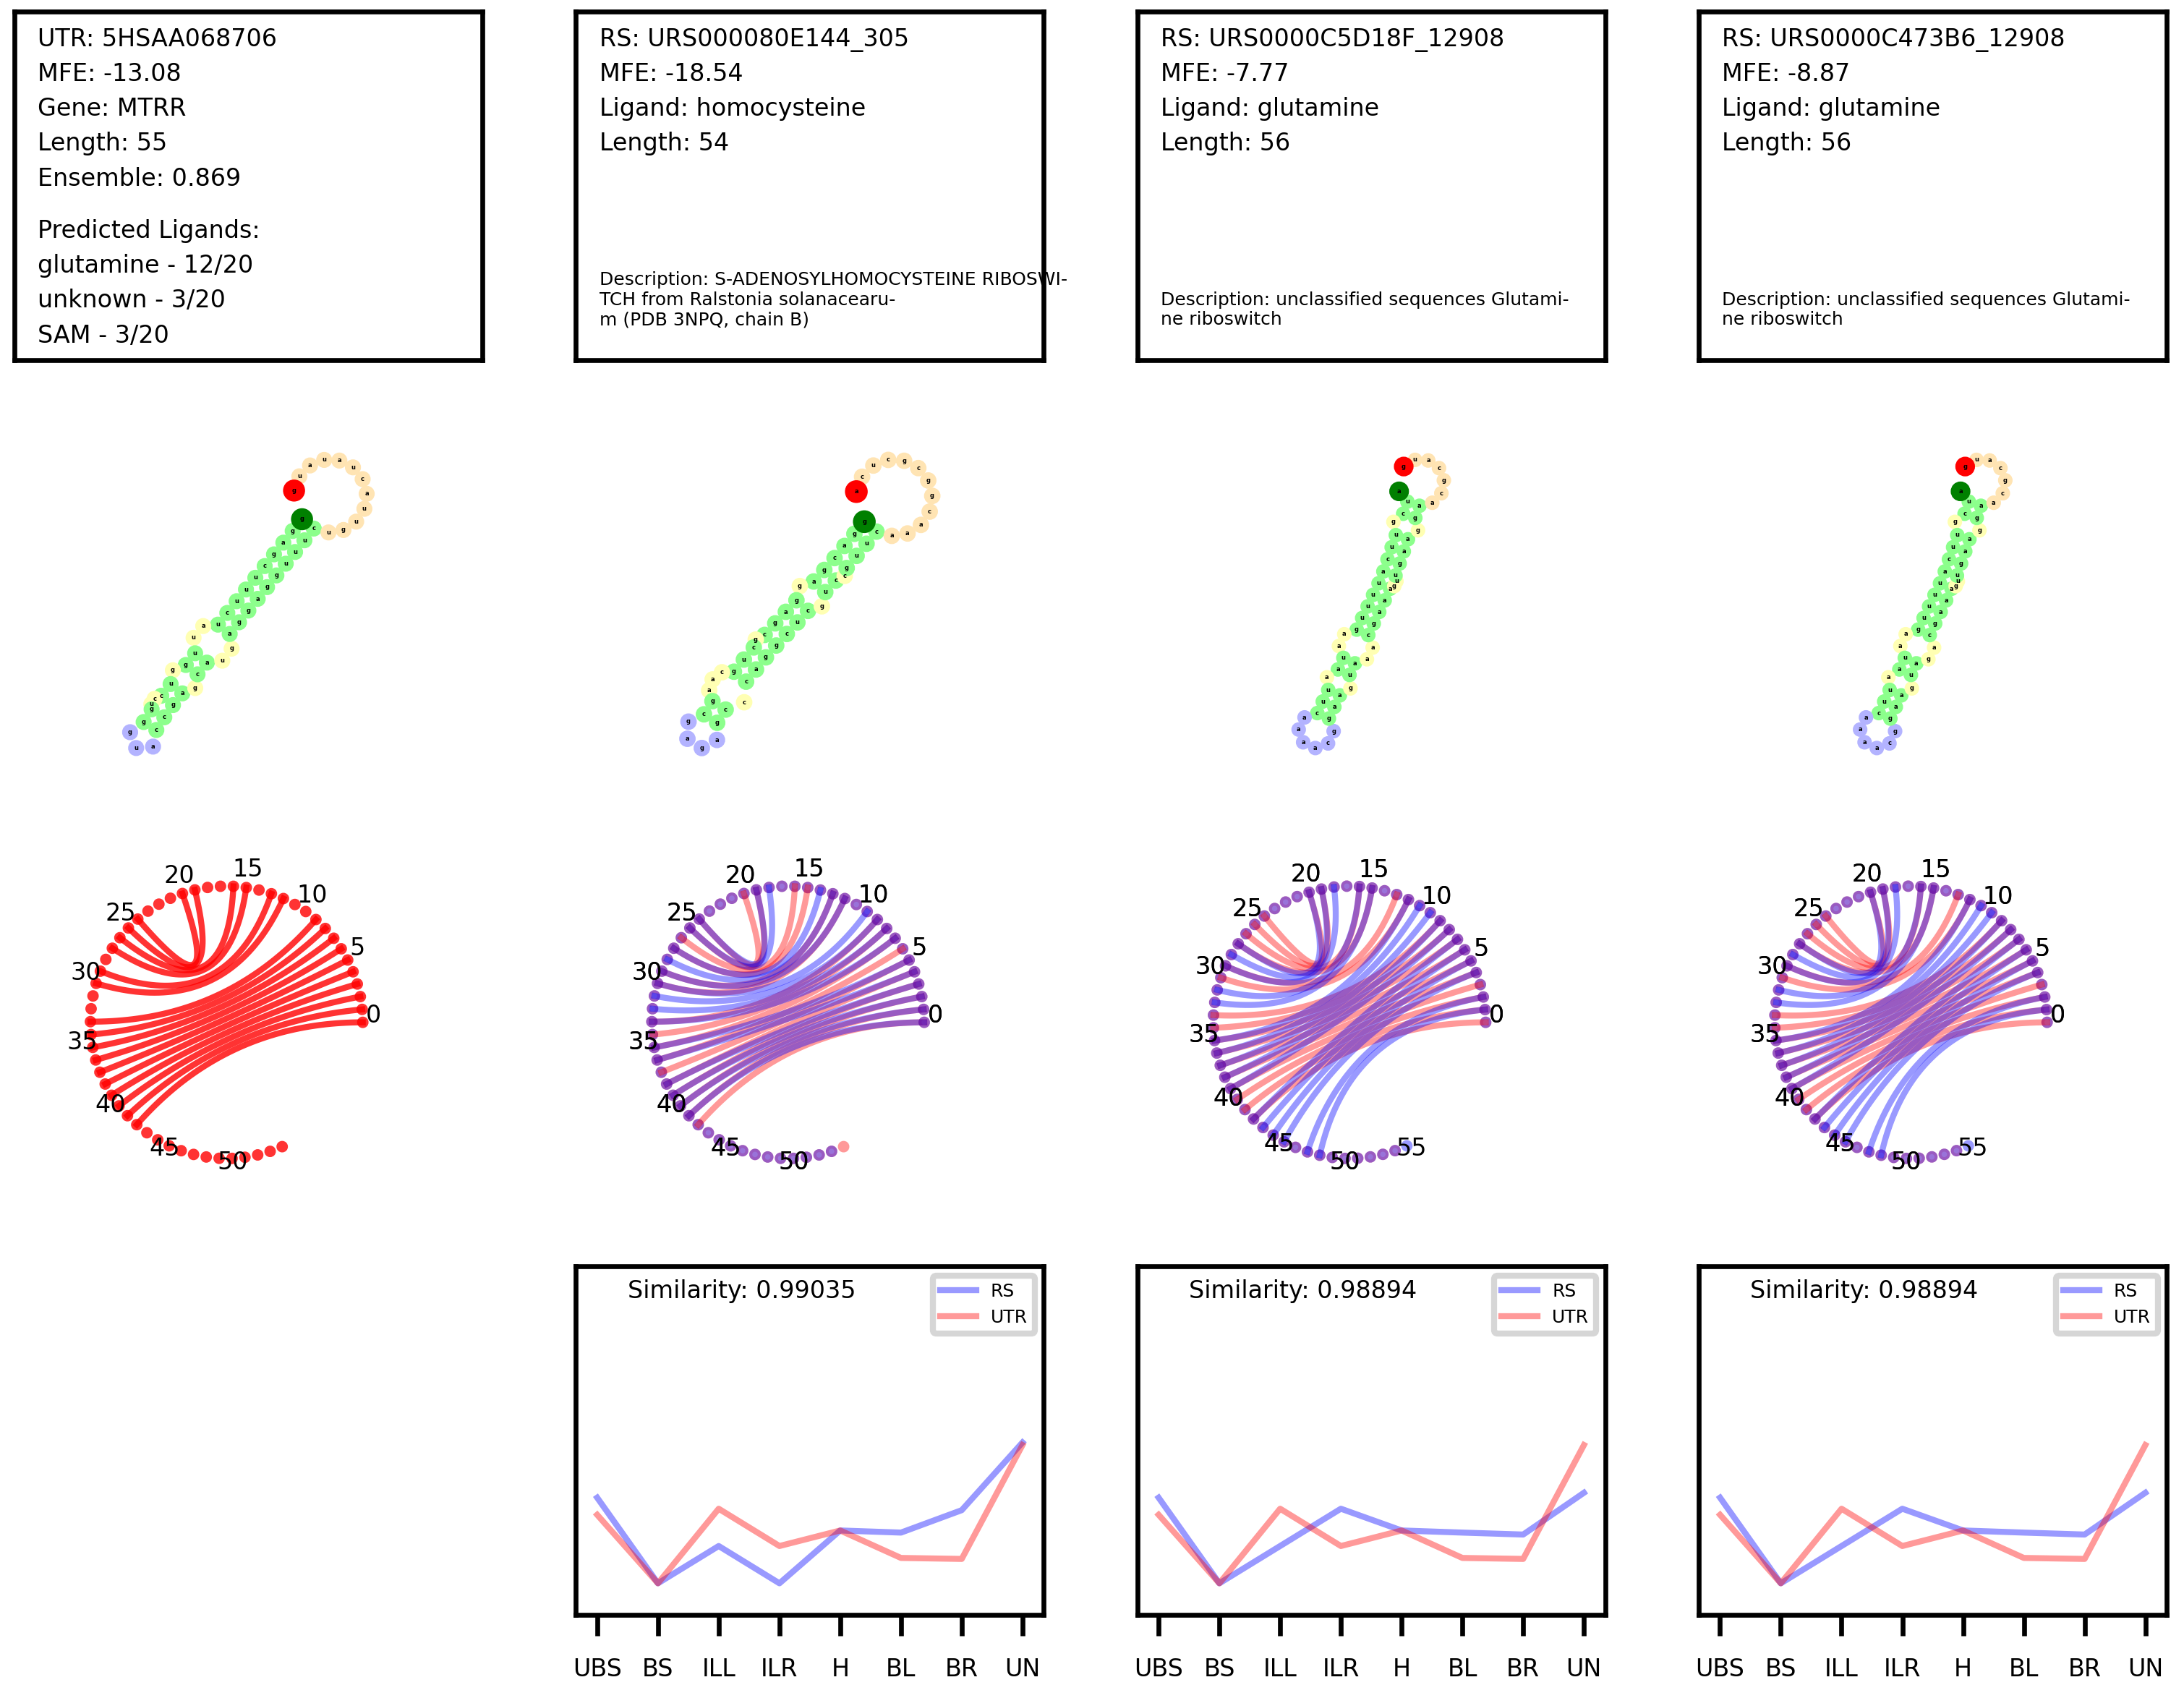 UTR: 5HSAA068706
MFE: -13.08
Gene: MTRR
Length: 55
Ensemble: 0.869
Predicted Ligands:
glutamine - 12/20
unknown - 3/20
SAM - 3/20
RS: URS000080E144_305
MFE: -18.54
Ligand: homocysteine
Length: 54
Description: S-ADENOSYLHOMOCYSTEINE RIBOSWI-
TCH from Ralstonia solanacearu-
m (PDB 3NPQ, chain B)
RS: URS0000C5D18F_12908
MFE: -7.77
Ligand: glutamine
Length: 56
Description: unclassified sequences Glutami-
ne riboswitch
RS: URS0000C473B6_12908
MFE: -8.87
Ligand: glutamine
Length: 56
Description: unclassified sequences Glutami-
ne riboswitch
0 5 10 15 20 25 30 35 40 45 50
0 5 10 15 20 25 30 35 40 45 50
0 5 10 15 20 25 30 35 40 45 50 55
0 5 10 15 20 25 30 35 40 45 50 55
Similarity: 0.99035
RS
UTR
UBS BS ILL ILR H BL BR UN
Similarity: 0.98894
RS
UTR
UBS BS ILL ILR H BL BR UN
Similarity: 0.98894
RS
UTR
UBS BS ILL ILR H BL BR UN